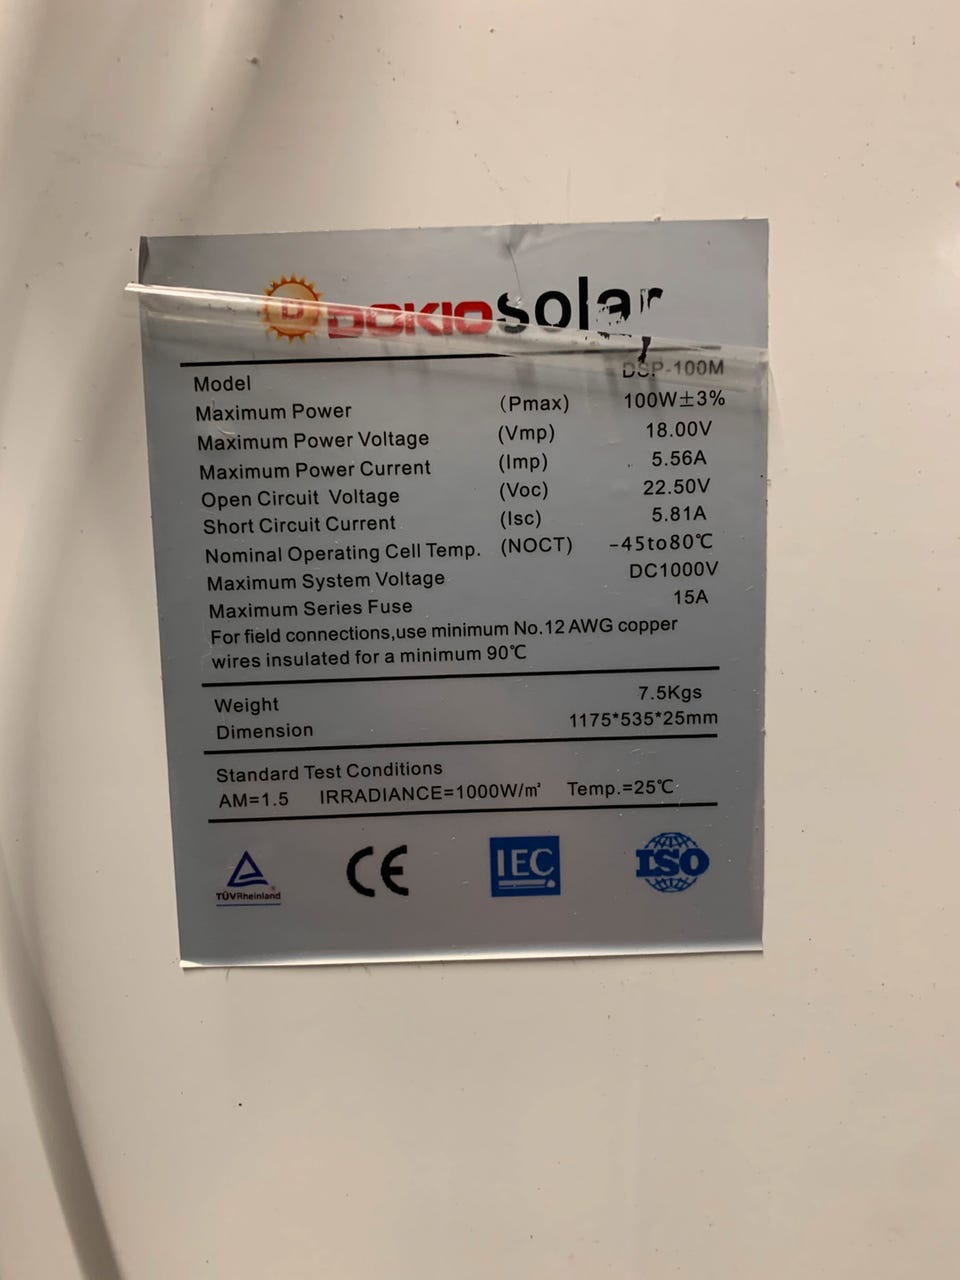 D DOKIO solar
Model DSP-100M
Maximum Power (Pmax) 100W±3%
Maximum Power Voltage (Vmp) 18.00V
Maximum Power Current (Imp) 5.56A
Open Circuit Voltage (Voc) 22.50V
Short Circuit Current (Isc) 5.81A
Nominal Operating Cell Temp. (NOCT) -45to80℃
Maximum System Voltage DC1000V
Maximum Series Fuse 15A
For field connections,use minimum No.12 AWG copper
wires insulated for a minimum 90℃
Weight 7.5Kgs
Dimension 1175*535*25mm
Standard Test Conditions
AM=1.5 IRRADIANCE=1000W/㎡ Temp.=25℃
TÜVRheinland® CE IEC ISO